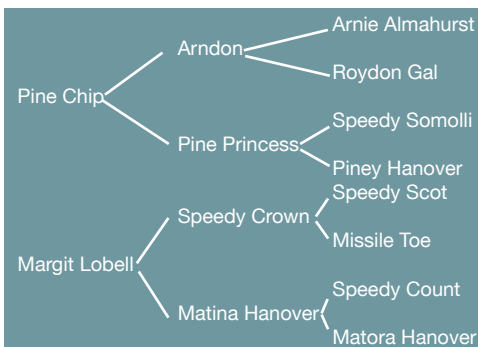 Arnie Almahurst
Arndon
Roydon Gal
Pine Chip
Speedy Somolli
Pine Princess
Piney Hanover
Speedy Scot
Speedy Crown
Missile Toe
Margit Lobell
Speedy Count
Matina Hanover
Matora Hanover